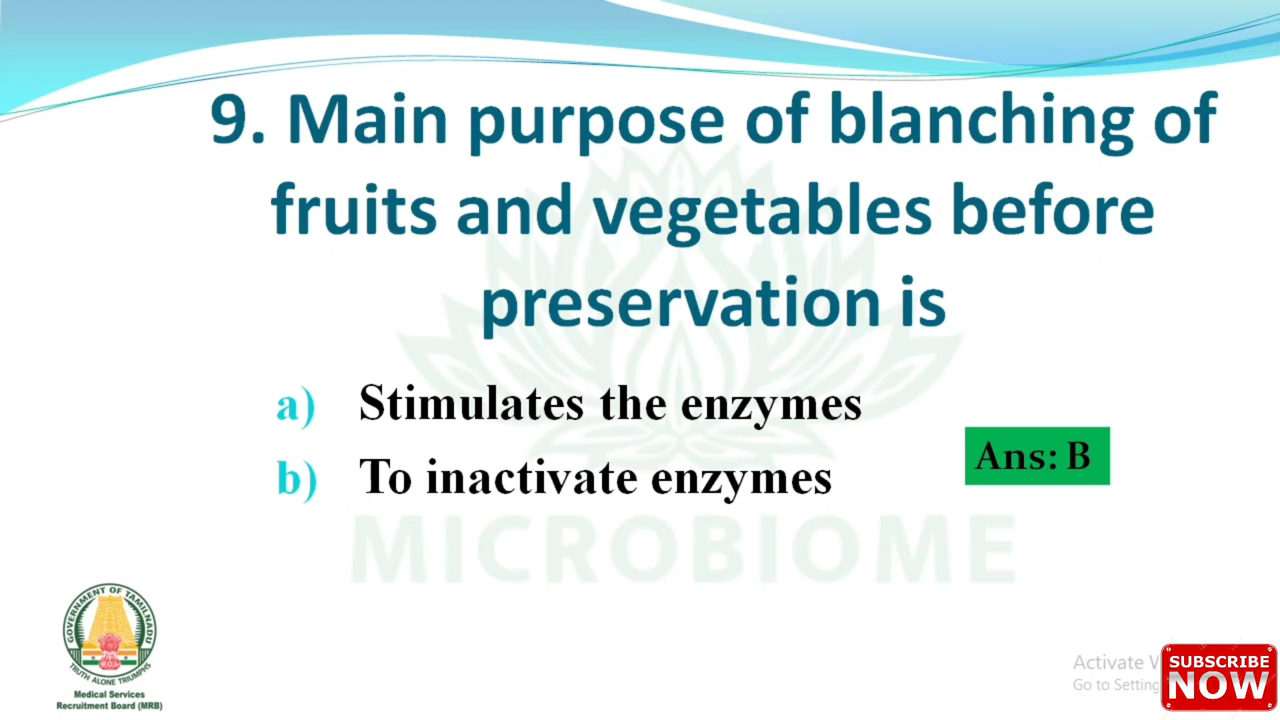 9. Main purpose of blanching of
fruits and vegetables before
preservation is
a) Stimulates the enzymes
b) To inactivate enzymes
Ans: B
MICROBIOME
GOVERNMENT OF TAMILNADU
TRUTH ALONE TRIUMPHS
Medical Services
Recruitment Board (MRB)
Activate
Go to Setting
SUBSCRIBE
NOW